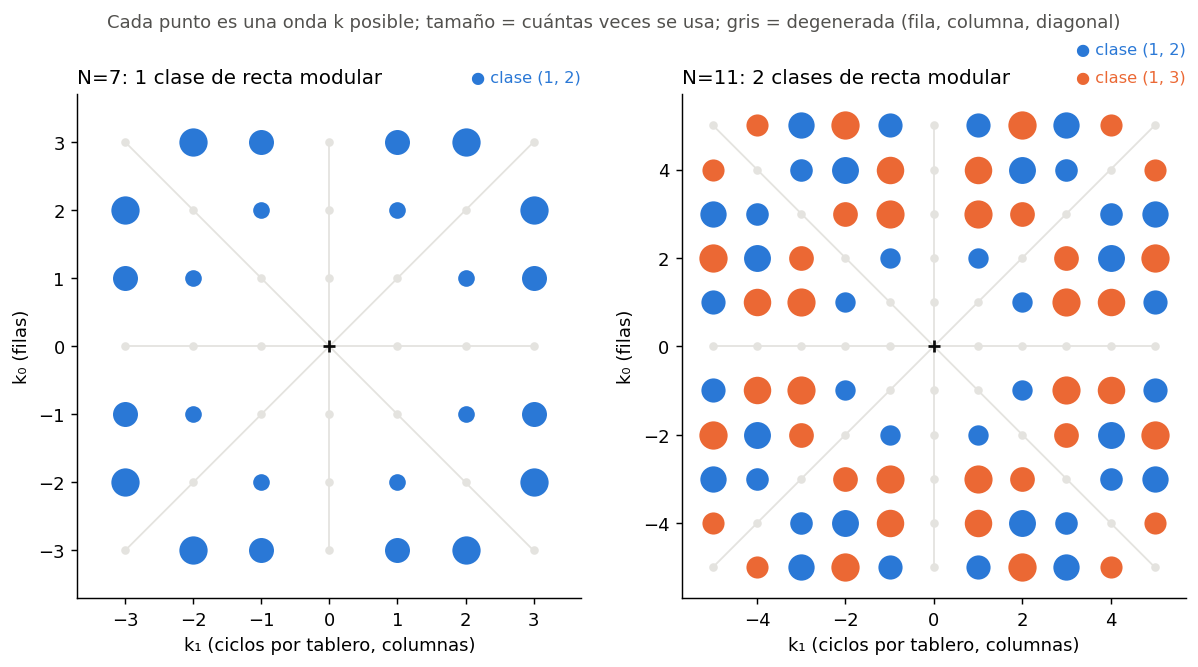 Cada punto es una onda k posible; tamaño = cuántas veces se usa; gris = degenerada (fila, columna, diagonal)
N=7: 1 clase de recta modular
clase (1, 2)
3
2
1
0
−1
−2
−3
k₀ (filas)
−3 −2 −1 0 1 2 3
k₁ (ciclos por tablero, columnas)
clase (1, 2)
N=11: 2 clases de recta modular
clase (1, 3)
4
2
0
−2
−4
k₀ (filas)
−4 −2 0 2 4
k₁ (ciclos por tablero, columnas)